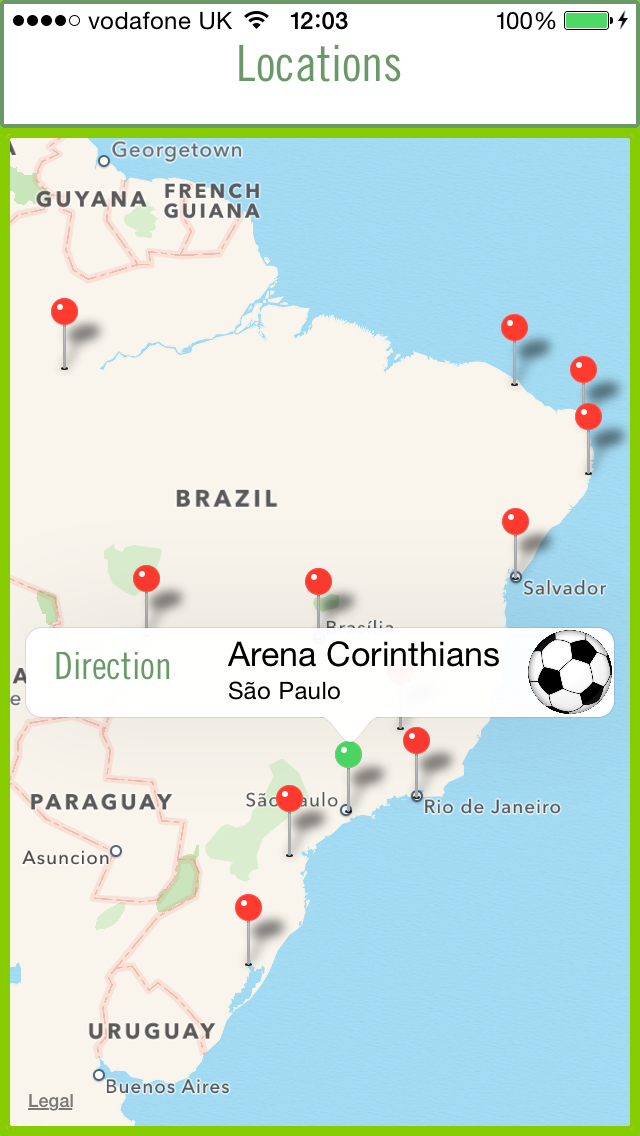 vodafone UK 12:03 100%
Locations
Georgetown
GUYANA
FRENCH
GUIANA
BRAZIL
Salvador
Brasília
Direction
Arena Corinthians
São Paulo
PARAGUAY
São Paulo
Rio de Janeiro
Asuncion
URUGUAY
Buenos Aires
Legal